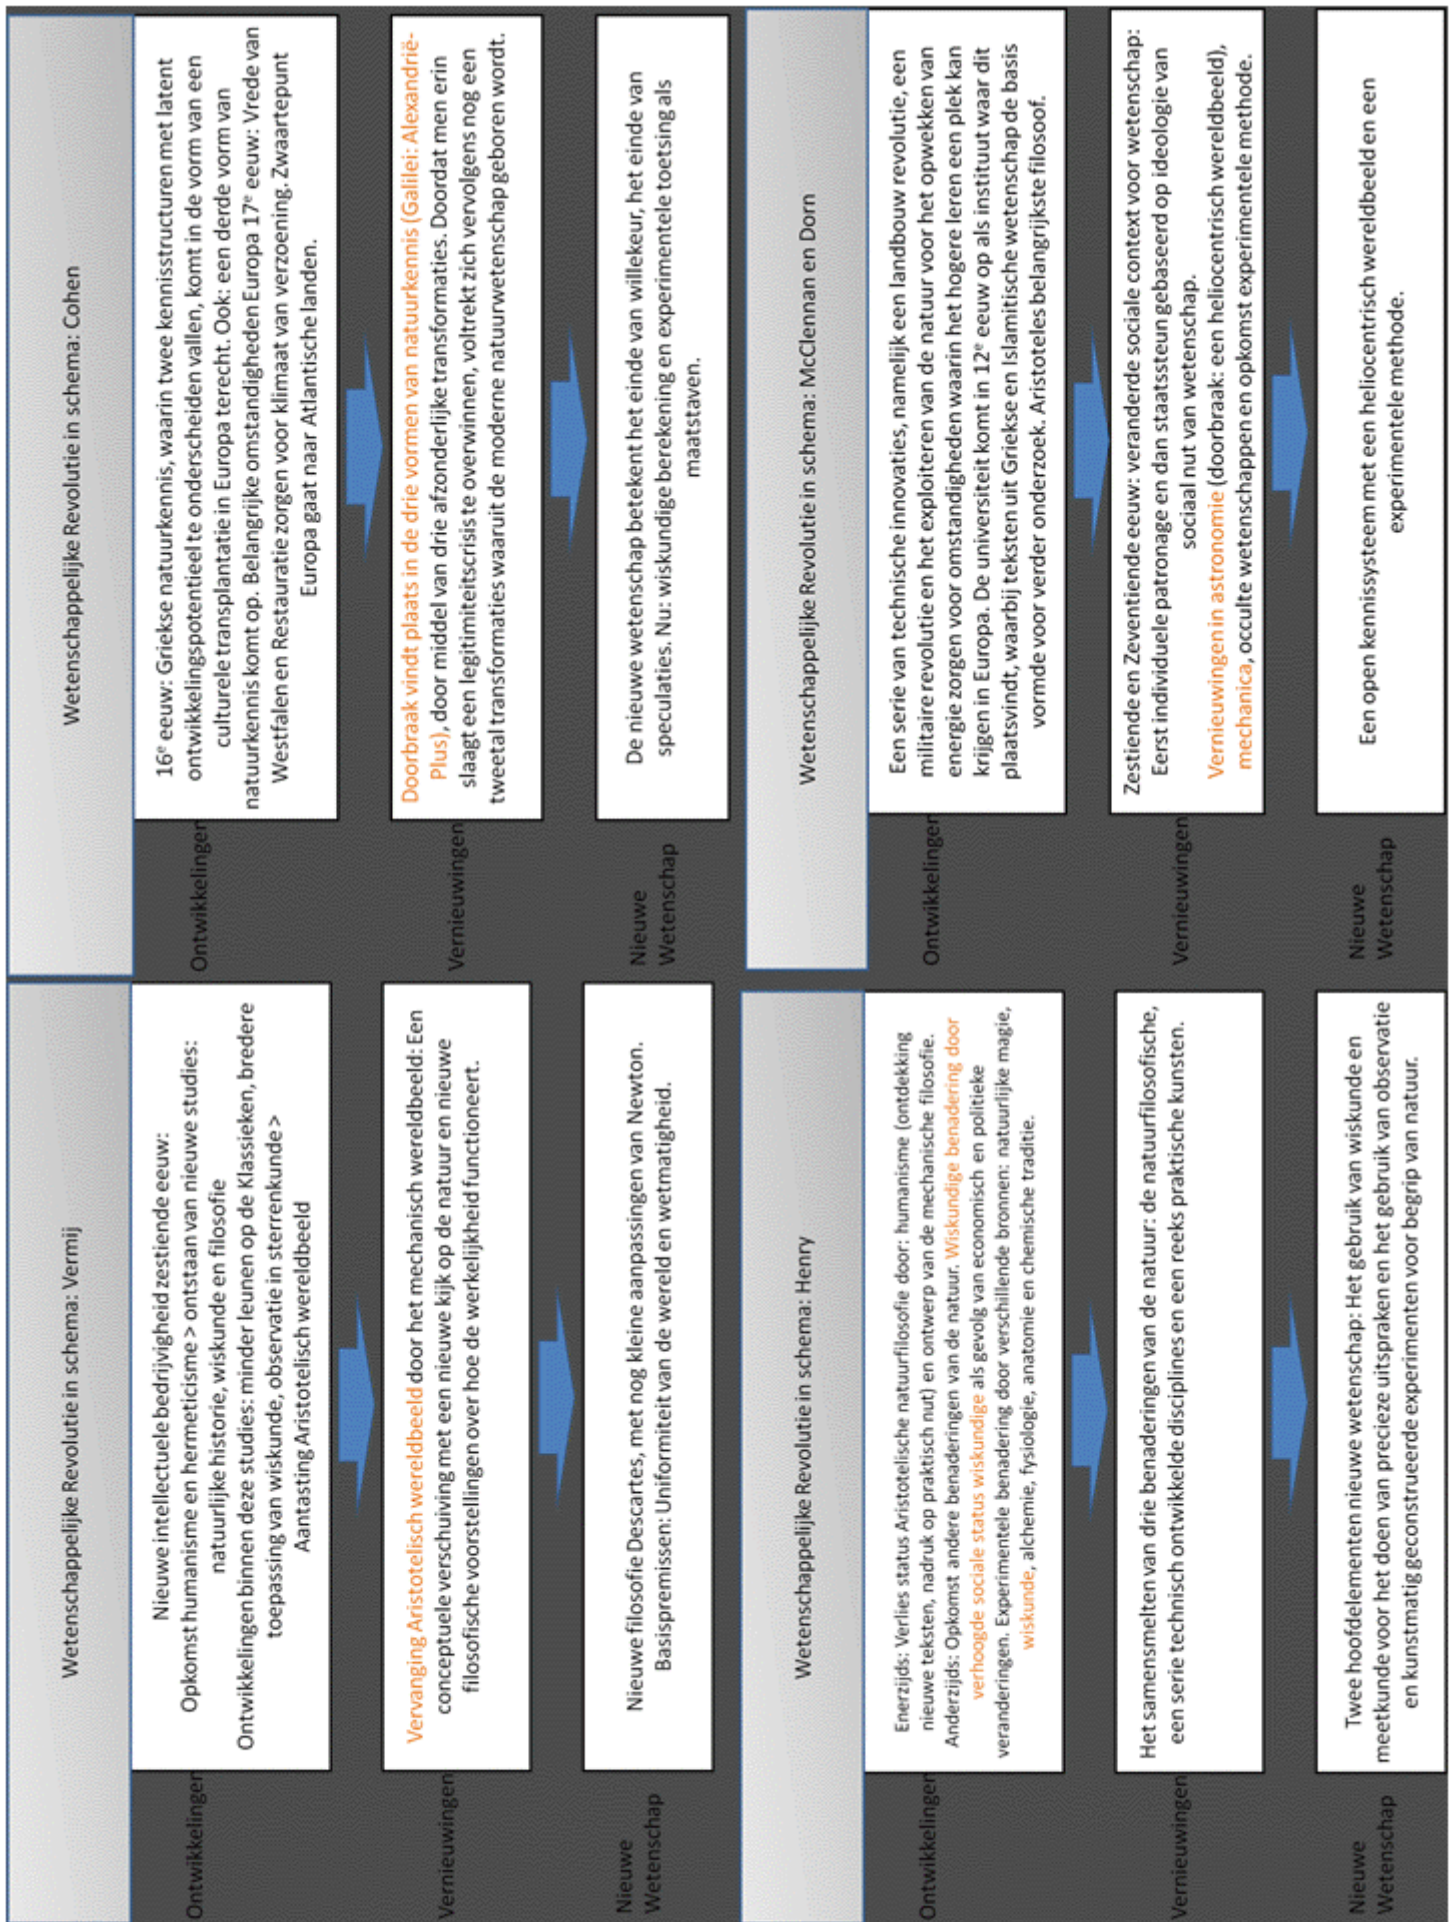 Wetenschappelijke Revolutie in schema: Vermij
Ontwikkelingen
Nieuwe intellectuele bedrijvigheid zestiende eeuw:
Opkomst humanisme en hermeticisme > ontstaan van nieuwe studies:
natuurlijke historie, wiskunde en filosofie
Ontwikkelingen binnen deze studies: minder leunen op de Klassieken, bredere
toepassing van wiskunde, observatie in sterrenkunde >
Aantasting Aristotelisch wereldbeeld
Vernieuwingen
Vervanging Aristotelisch wereldbeeld door het mechanisch wereldbeeld: Een
conceptuele verschuiving met een nieuwe kijk op de natuur en nieuwe
filosofische voorstellingen over hoe de werkelijkheid functioneert.
Nieuwe
Wetenschap
Nieuwe filosofie Descartes, met nog kleine aanpassingen van Newton.
Basispremissen: Uniformiteit van de wereld en wetmatigheid.
Wetenschappelijke Revolutie in schema: Cohen
Ontwikkelingen
16e eeuw: Griekse natuurkennis, waarin twee kennisstructuren met latent
ontwikkelingspotentieel te onderscheiden vallen, komt in de vorm van een
culturele transplantatie in Europa terecht. Ook: een derde vorm van
natuurkennis komt op. Belangrijke omstandigheden Europa 17e eeuw: Vrede van
Westfalen en Restauratie zorgen voor klimaat van verzoening. Zwaartepunt
Europa gaat naar Atlantische landen.
Vernieuwingen
Doorbraak vindt plaats in de drie vormen van natuurkennis (Galilei: Alexandrië-
Plus), door middel van drie afzonderlijke transformaties. Doordat men erin
slaagt een legitimiteitscrisis te overwinnen, voltrekt zich vervolgens nog een
tweetal transformaties waaruit de moderne natuurwetenschap geboren wordt.
Nieuwe
Wetenschap
De nieuwe wetenschap betekent het einde van willekeur, het einde van
speculaties. Nu: wiskundige berekening en experimentele toetsing als
maatstaven.
Wetenschappelijke Revolutie in schema: Henry
Ontwikkelingen
Enerzijds: Verlies status Aristotelische natuurfilosofie door: humanisme (ontdekking
nieuwe teksten, nadruk op praktisch nut) en ontwerp van de mechanische filosofie.
Anderzijds: Opkomst andere benaderingen van de natuur. Wiskundige benadering door
verhoogde sociale status wiskundige als gevolg van economisch en politieke
veranderingen. Experimentele benadering door verschillende bronnen: natuurlijke magie,
wiskunde, alchemie, fysiologie, anatomie en chemische traditie.
Vernieuwingen
Het samensmelten van drie benaderingen van de natuur: de natuurfilosofische,
een serie technisch ontwikkelde disciplines en een reeks praktische kunsten.
Nieuwe
Wetenschap
Twee hoofdelementen nieuwe wetenschap: Het gebruik van wiskunde en
meetkunde voor het doen van precieze uitspraken en het gebruik van observatie
en kunstmatig geconstrueerde experimenten voor begrip van natuur.
Wetenschappelijke Revolutie in schema: McClennan en Dorn
Ontwikkelingen
Een serie van technische innovaties, namelijk een landbouw revolutie, een
militaire revolutie en het exploiteren van de natuur voor het opwekken van
energie zorgen voor omstandigheden waarin het hogere leren een plek kan
krijgen in Europa. De universiteit komt in 12e eeuw op als instituut waar dit
plaatsvindt, waarbij teksten uit Griekse en Islamitische wetenschap de basis
vormde voor verder onderzoek. Aristoteles belangrijkste filosoof.
Vernieuwingen
Zestiende en Zeventiende eeuw: veranderde sociale context voor wetenschap:
Eerst individuele patronage en dan staatssteun gebaseerd op ideologie van
sociaal nut van wetenschap.
Vernieuwingen in astronomie (doorbraak: een heliocentrisch wereldbeeld),
mechanica, occulte wetenschappen en opkomst experimentele methode.
Nieuwe
Wetenschap
Een open kennissysteem met een heliocentrisch wereldbeeld en een
experimentele methode.